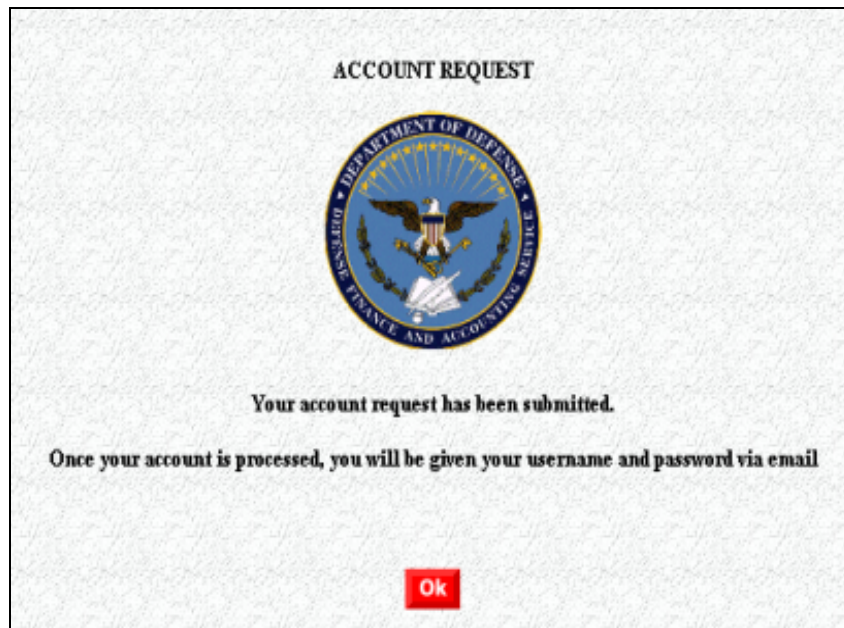 ACCOUNT REQUEST
DEPARTMENT OF DEFENSE
DEFENSE FINANCE AND ACCOUNTING SERVICE
Your account request has been submitted.
Once your account is processed, you will be given your username and password via email
Ok